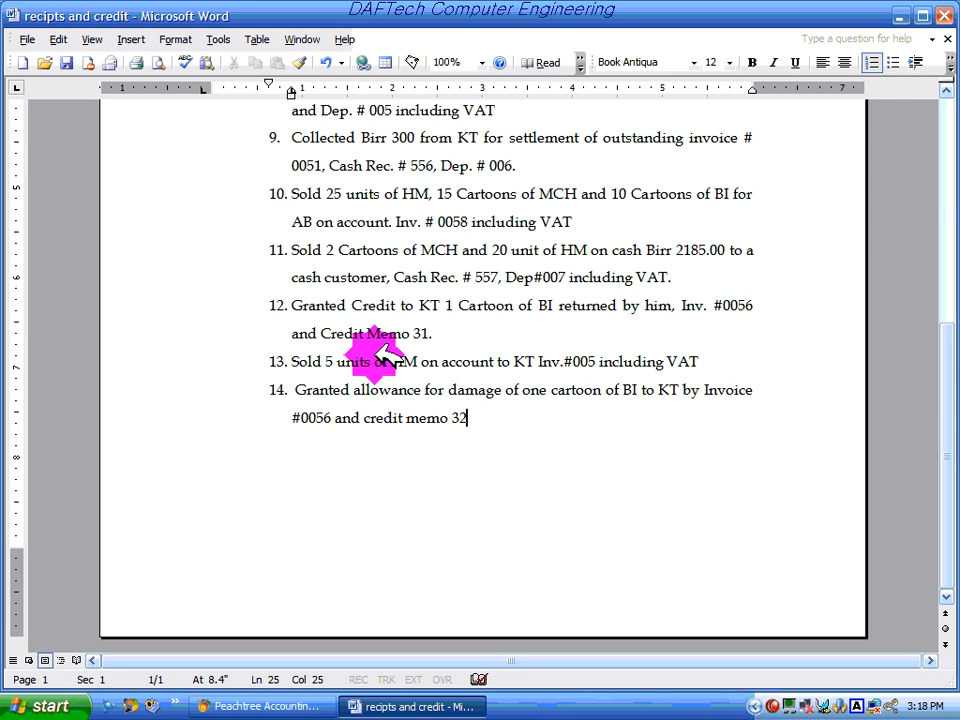 DAFTech Computer Engineering
recipts and credit - Microsoft Word
File Edit View Insert Format Tools Table Window Help
Type a question for help
100% Read Book Antiqua 12 B I U
1 1 2 3 4 5 7
and Dep. # 005 including VAT
9. Collected Birr 300 from KT for settlement of outstanding invoice #
0051, Cash Rec. # 556, Dep. # 006.
10. Sold 25 units of HM, 15 Cartoons of MCH and 10 Cartoons of BI for
AB on account. Inv. # 0058 including VAT
11. Sold 2 Cartoons of MCH and 20 unit of HM on cash Birr 2185.00 to a
cash customer, Cash Rec. # 557, Dep#007 including VAT.
12. Granted Credit to KT 1 Cartoon of BI returned by him, Inv. #0056
and Credit Memo 31.
13. Sold 5 units of HM on account to KT Inv.#005 including VAT
14. Granted allowance for damage of one cartoon of BI to KT by Invoice
#0056 and credit memo 32
Page 1 Sec 1 1/1 At 8.4" Ln 25 Col 25 REC TRK EXT OVR
start Peachtree Accountin... recipts and credit - Mi... 3:18 PM